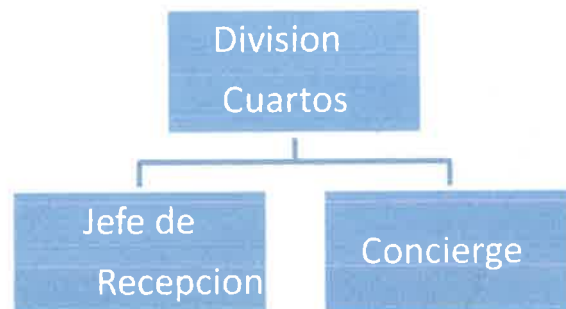 Division
Cuartos
Jefe de
Recepcion
Concierge